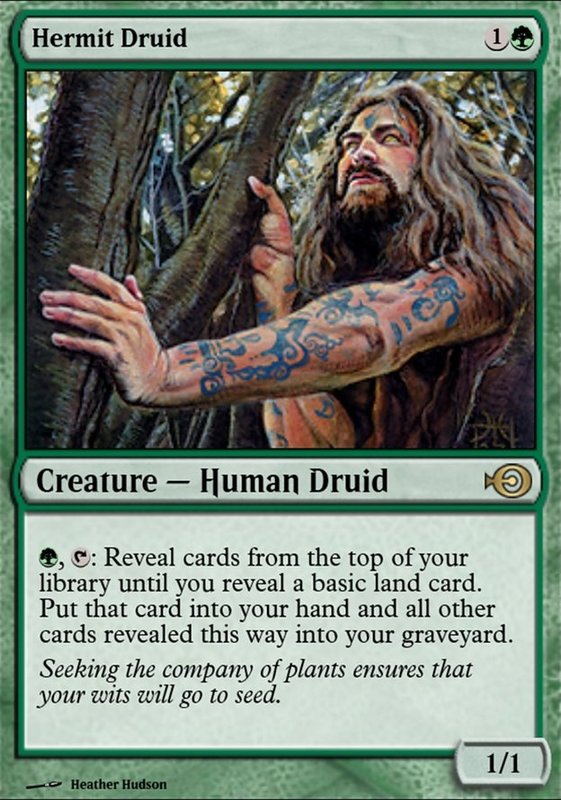 Hermit Druid 1
Creature — Human Druid
: Reveal cards from the top of your
library until you reveal a basic land card.
Put that card into your hand and all other
cards revealed this way into your graveyard.
Seeking the company of plants ensures that
your wits will go to seed.
1/1
Heather Hudson